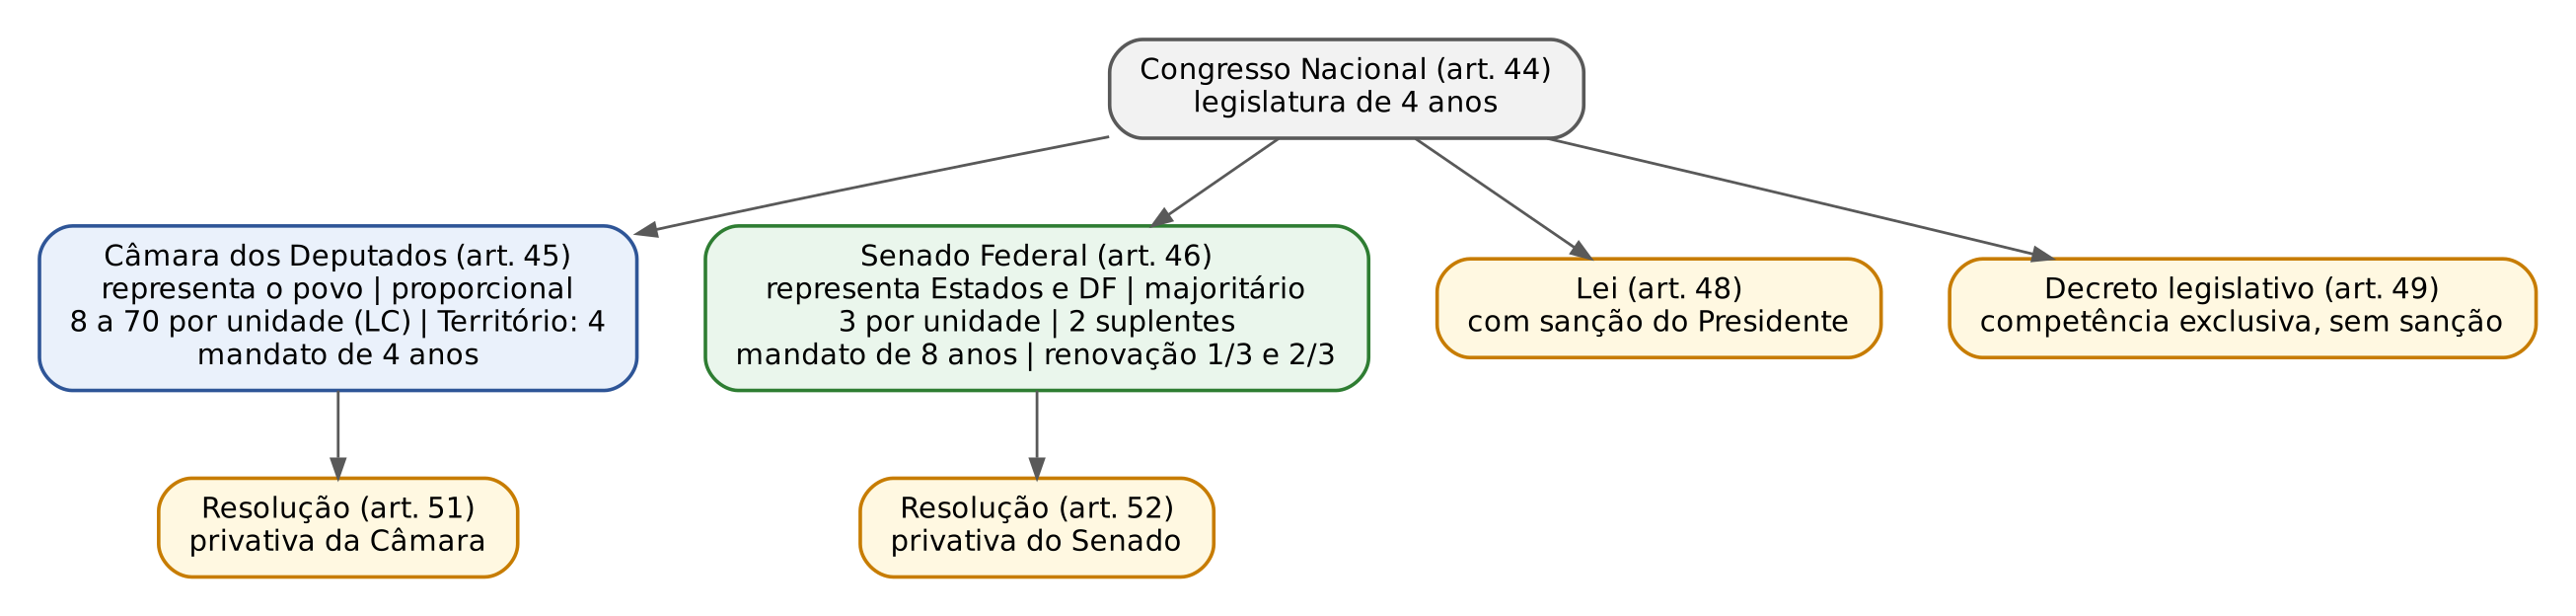 Congresso Nacional (art. 44)
legislatura de 4 anos
Câmara dos Deputados (art. 45)
representa o povo | proporcional
8 a 70 por unidade (LC) | Território: 4
mandato de 4 anos
Senado Federal (art. 46)
representa Estados e DF | majoritário
3 por unidade | 2 suplentes
mandato de 8 anos | renovação 1/3 e 2/3
Lei (art. 48)
com sanção do Presidente
Decreto legislativo (art. 49)
competência exclusiva, sem sanção
Resolução (art. 51)
privativa da Câmara
Resolução (art. 52)
privativa do Senado